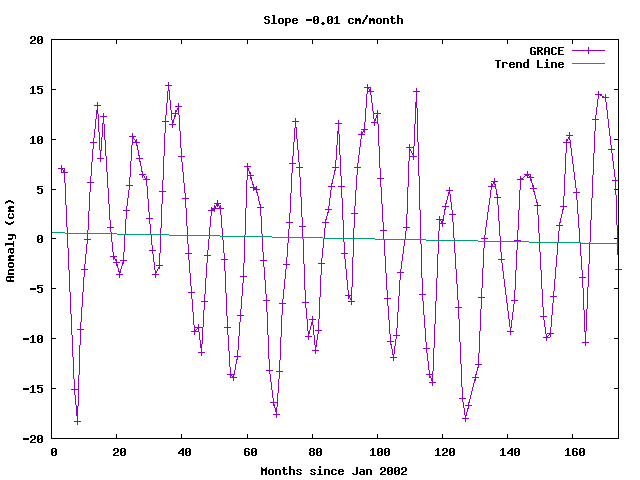 Slope -0.01 cm/month
20
15
10
5
0
-5
-10
-15
-20
Anomaly (cm)
GRACE
Trend Line
0 20 40 60 80 100 120 140 160
Months since Jan 2002